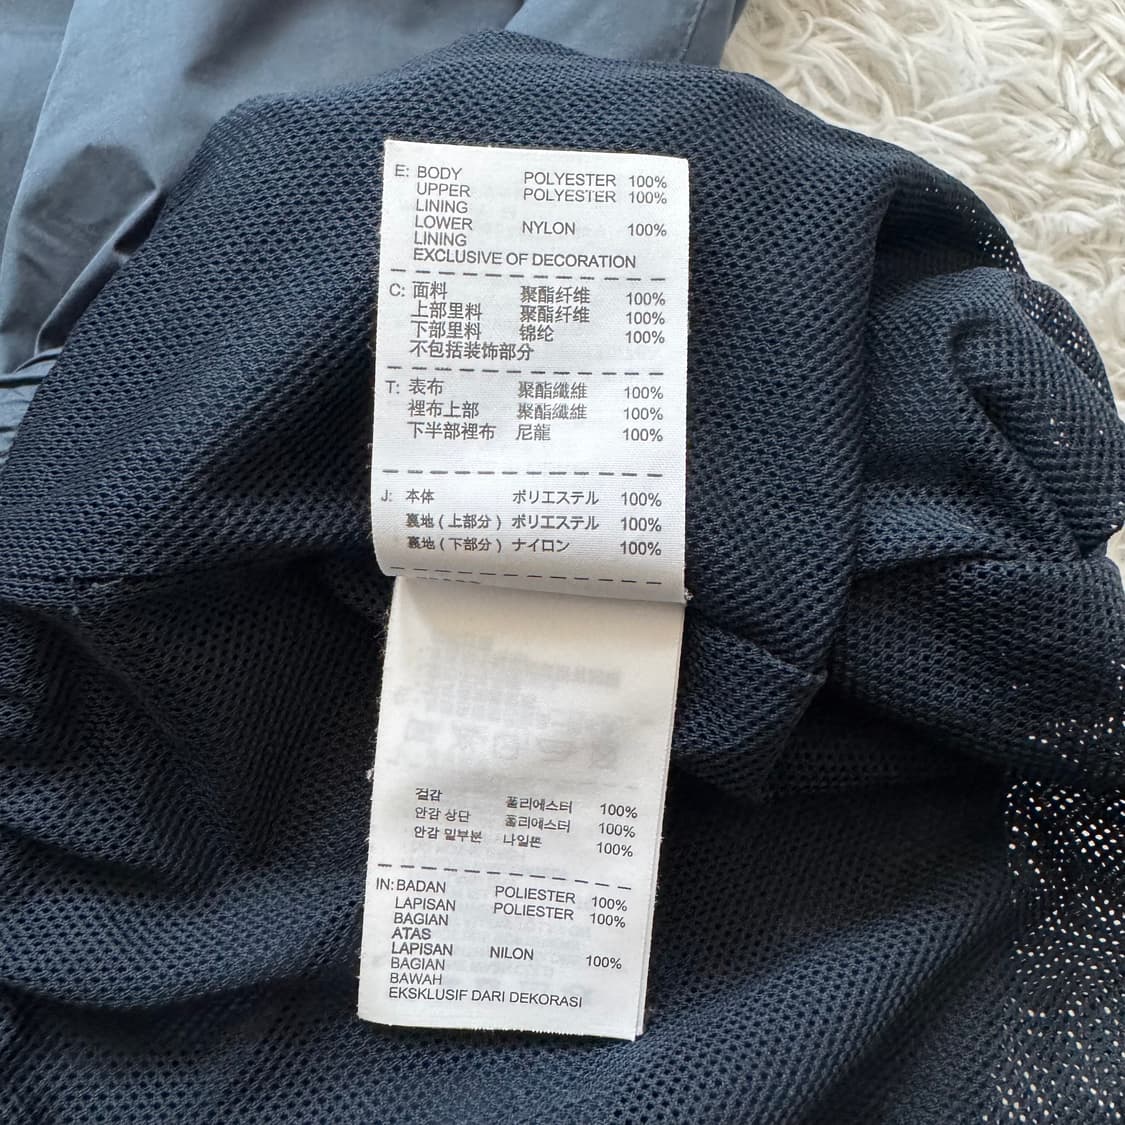 E: BODY POLYESTER 100%
UPPER POLYESTER 100%
LINING
LOWER NYLON 100%
LINING
EXCLUSIVE OF DECORATION
C: 面料 聚酯纤维 100%
上部里料 聚酯纤维 100%
下部里料 锦纶 100%
不包括装饰部分
T: 表布 聚酯纖維 100%
裡布上部 聚酯纖維 100%
下半部裡布 尼龍 100%
J: 本体 ポリエステル 100%
裏地(上部分) ポリエステル 100%
裏地(下部分) ナイロン 100%
겉감 폴리에스터 100%
안감 상단 폴리에스터 100%
안감 밑부분 나일론 100%
IN: BADAN POLIESTER 100%
LAPISAN POLIESTER 100%
BAGIAN
ATAS
LAPISAN NILON 100%
BAGIAN
BAWAH
EKSKLUSIF DARI DEKORASI